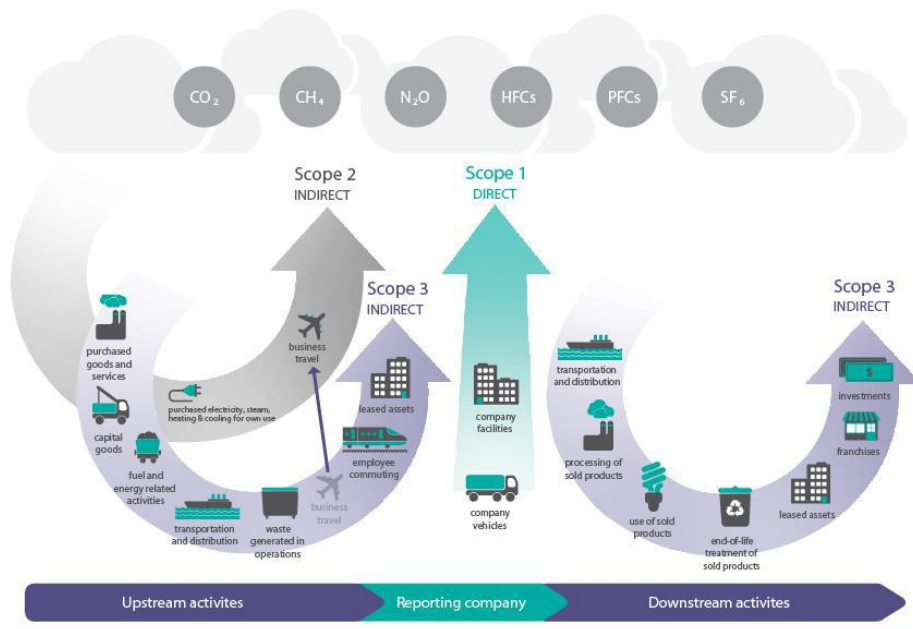 CO2
CH4
N2O
HFCs
PFCs
SF6
Scope 2
INDIRECT
Scope 1
DIRECT
Scope 3
INDIRECT
Scope 3
INDIRECT
purchased
goods and
services
capital
goods
fuel and
energy related
activities
transportation
and distribution
waste
generated in
operations
business
travel
employee
commuting
leased assets
business
travel
purchased electricity, steam,
heating & cooling for own use
company
facilities
company
vehicles
transportation
and distribution
processing of
sold products
use of sold
products
end-of-life
treatment of
sold products
leased assets
franchises
$
investments
Upstream activites
Reporting company
Downstream activites